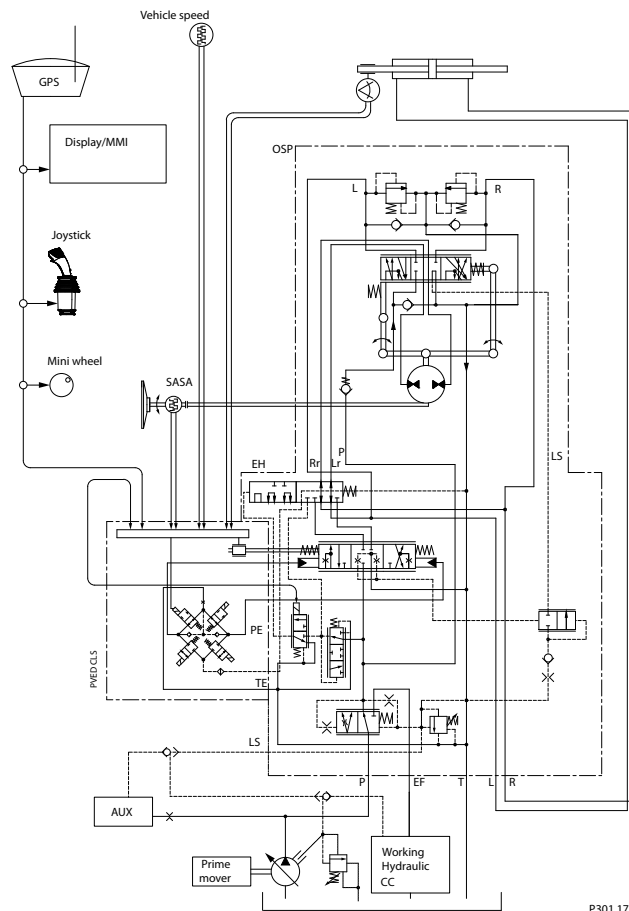 Vehicle speed
GPS
Display/MMI
OSP
L
R
Joystick
Mini wheel
SASA
P
EH
Rr
Lr
LS
PVED CLS
PE
TE
LS
P
EF
T
L
R
AUX
Prime
mover
Working
Hydraulic
CC
P301 17